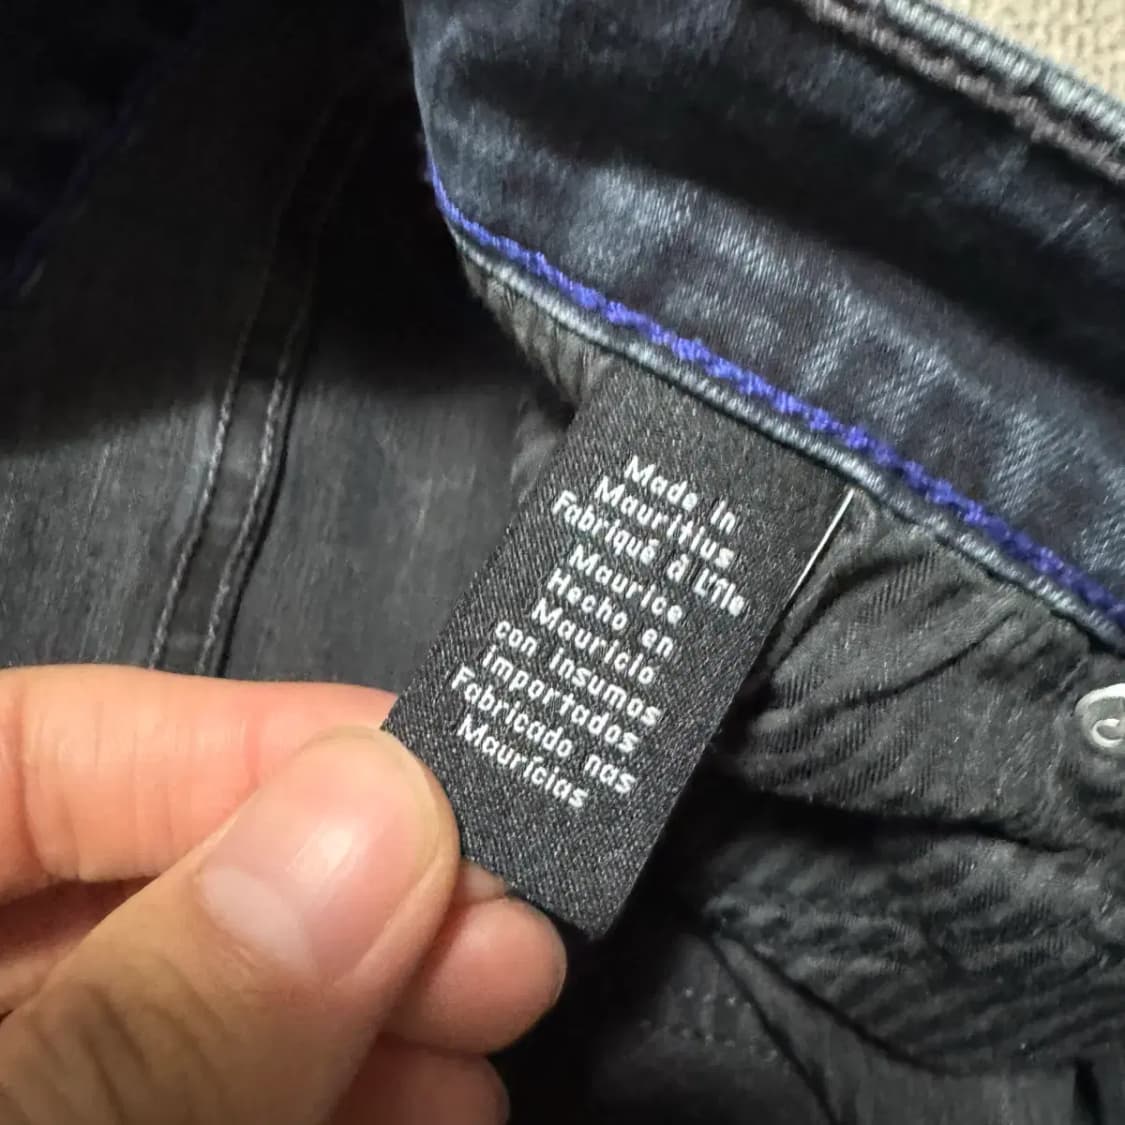 Made in
Mauritius
Fabriqué à L'île
Maurice
Hecho en
Mauricio
con insumos
importados
Fabricado nas
Maurícias